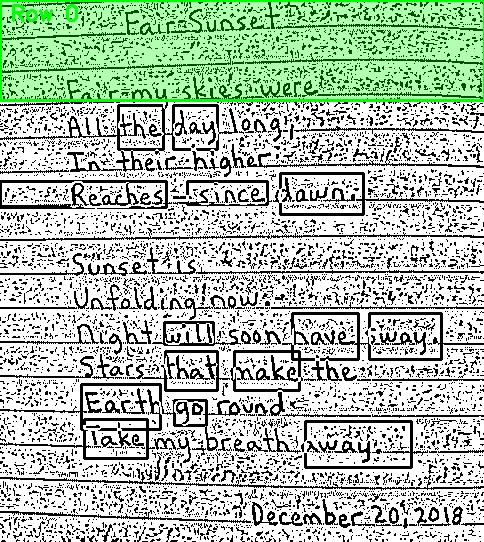 Row 0
Fair Sunset
Fair my skies were
All the day long,
In their higher
Reaches – since dawn.
Sunset is
Unfolding now.
Night will soon have sway.
Stars that make the
Earth go round
Take my breath away.
December 20, 2018